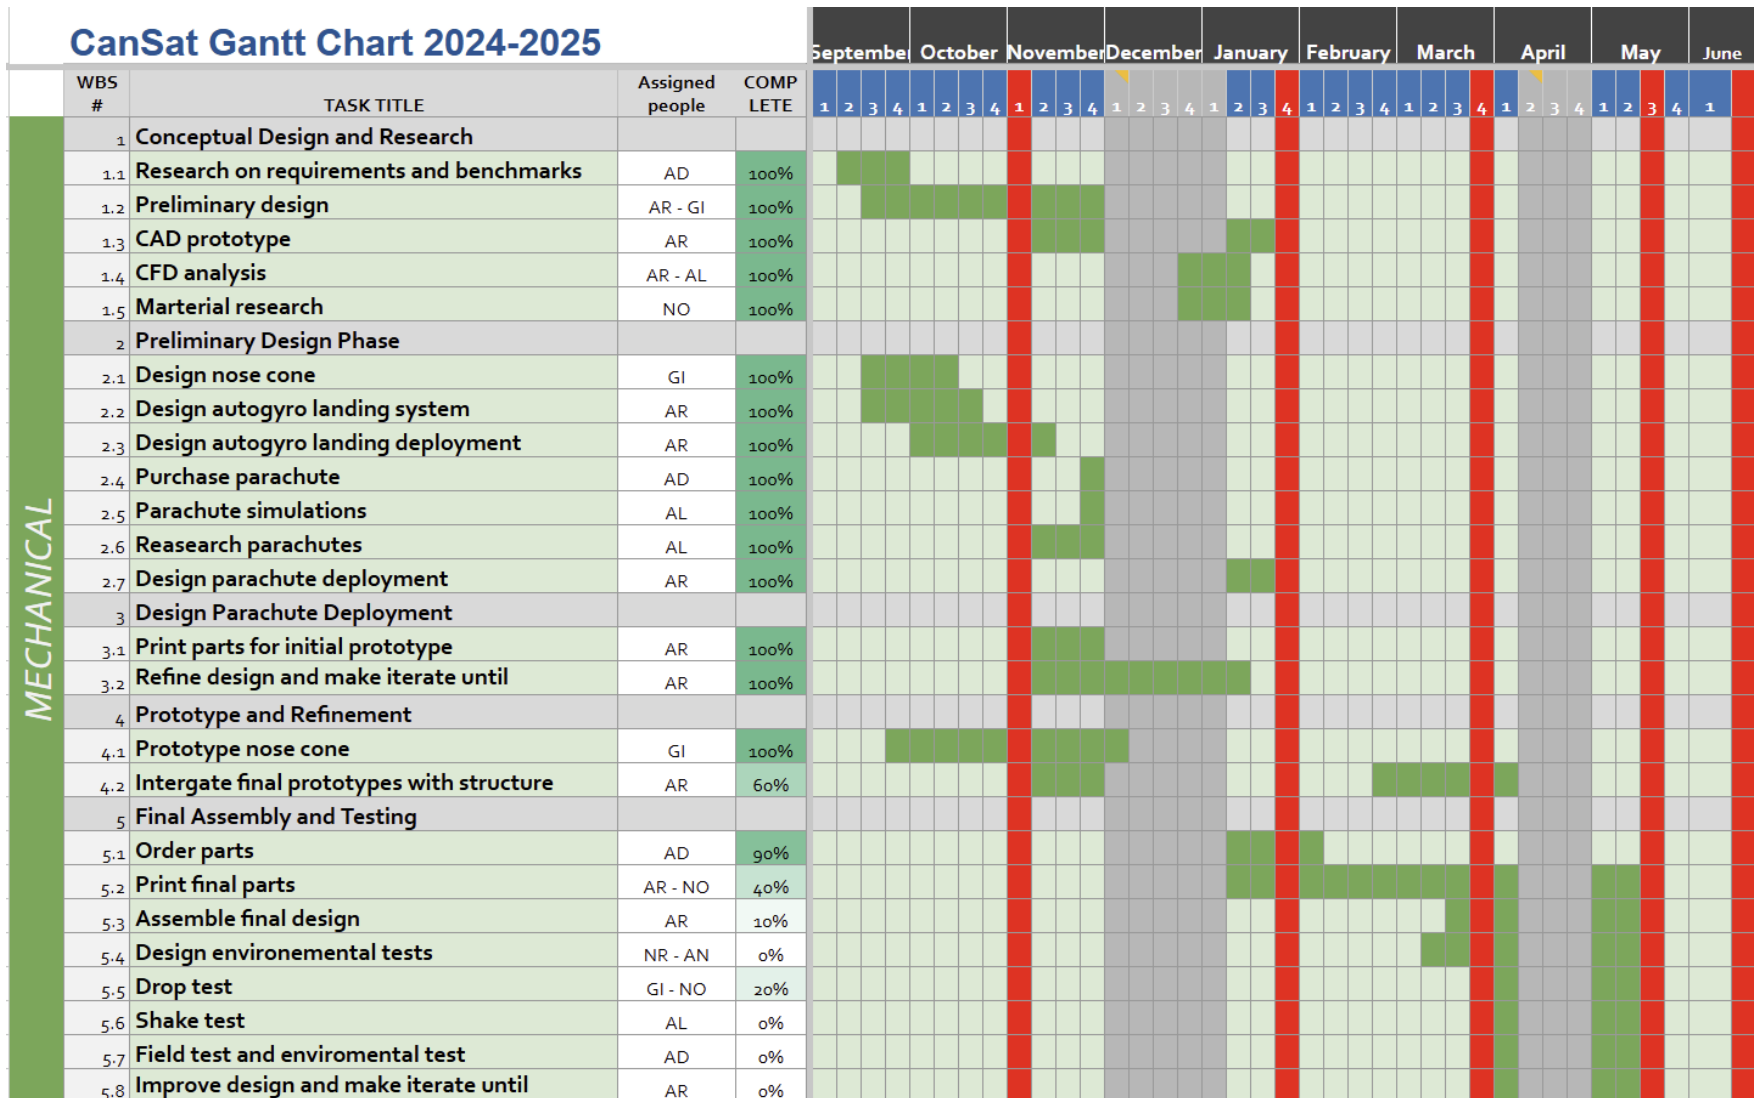 CanSat Gantt Chart 2024-2025
September October November December January February March April May June
WBS # TASK TITLE Assigned people COMP LETE 1 2 3 4 1 2 3 4 1 2 3 4 1 2 3 4 1 2 3 4 1 2 3 4 1 2 3 4 1 2 3 4 1 2 3 4 1
MECHANICAL
1 Conceptual Design and Research
1.1 Research on requirements and benchmarks AD 100%
1.2 Preliminary design AR - GI 100%
1.3 CAD prototype AR 100%
1.4 CFD analysis AR - AL 100%
1.5 Marterial research NO 100%
2 Preliminary Design Phase
2.1 Design nose cone GI 100%
2.2 Design autogyro landing system AR 100%
2.3 Design autogyro landing deployment AR 100%
2.4 Purchase parachute AD 100%
2.5 Parachute simulations AL 100%
2.6 Reasearch parachutes AL 100%
2.7 Design parachute deployment AR 100%
3 Design Parachute Deployment
3.1 Print parts for initial prototype AR 100%
3.2 Refine design and make iterate until AR 100%
4 Prototype and Refinement
4.1 Prototype nose cone GI 100%
4.2 Intergate final prototypes with structure AR 60%
5 Final Assembly and Testing
5.1 Order parts AD 90%
5.2 Print final parts AR - NO 40%
5.3 Assemble final design AR 10%
5.4 Design environemental tests NR - AN 0%
5.5 Drop test GI - NO 20%
5.6 Shake test AL 0%
5.7 Field test and enviromental test AD 0%
5.8 Improve design and make iterate until AR 0%